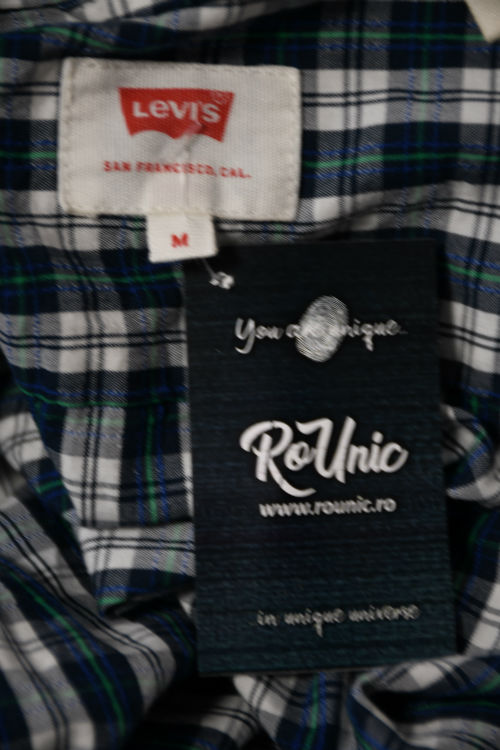 LEVI'S
SAN FRANCISCO, CAL.
M
You are unique..
RoUnic
www.rounic.ro
in unique universe